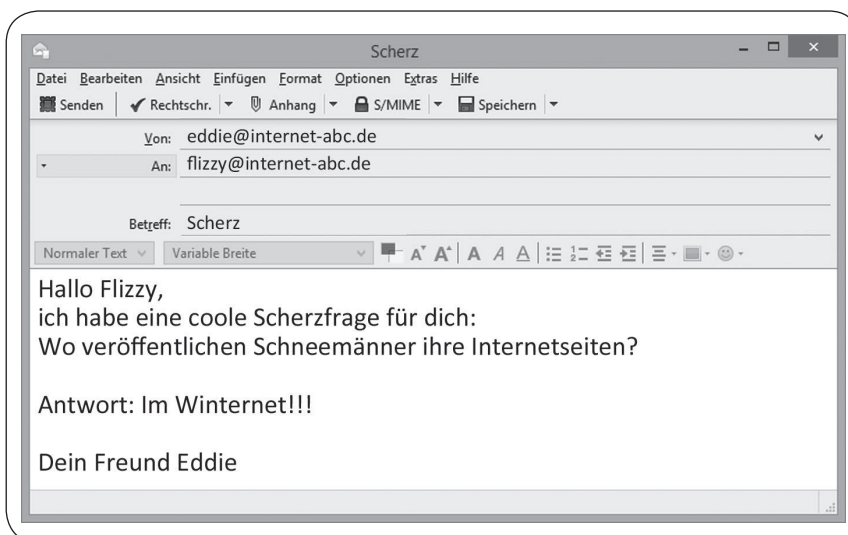 Scherz
Datei Bearbeiten Ansicht Einfügen Format Optionen Extras Hilfe
Senden Rechtschr. Anhang S/MIME Speichern
Von: eddie@internet-abc.de
An: flizzy@internet-abc.de
Betreff: Scherz
Normaler Text Variable Breite
Hallo Flizzy,
ich habe eine coole Scherzfrage für dich:
Wo veröffentlichen Schneemänner ihre Internetseiten?
Antwort: Im Winternet!!!
Dein Freund Eddie